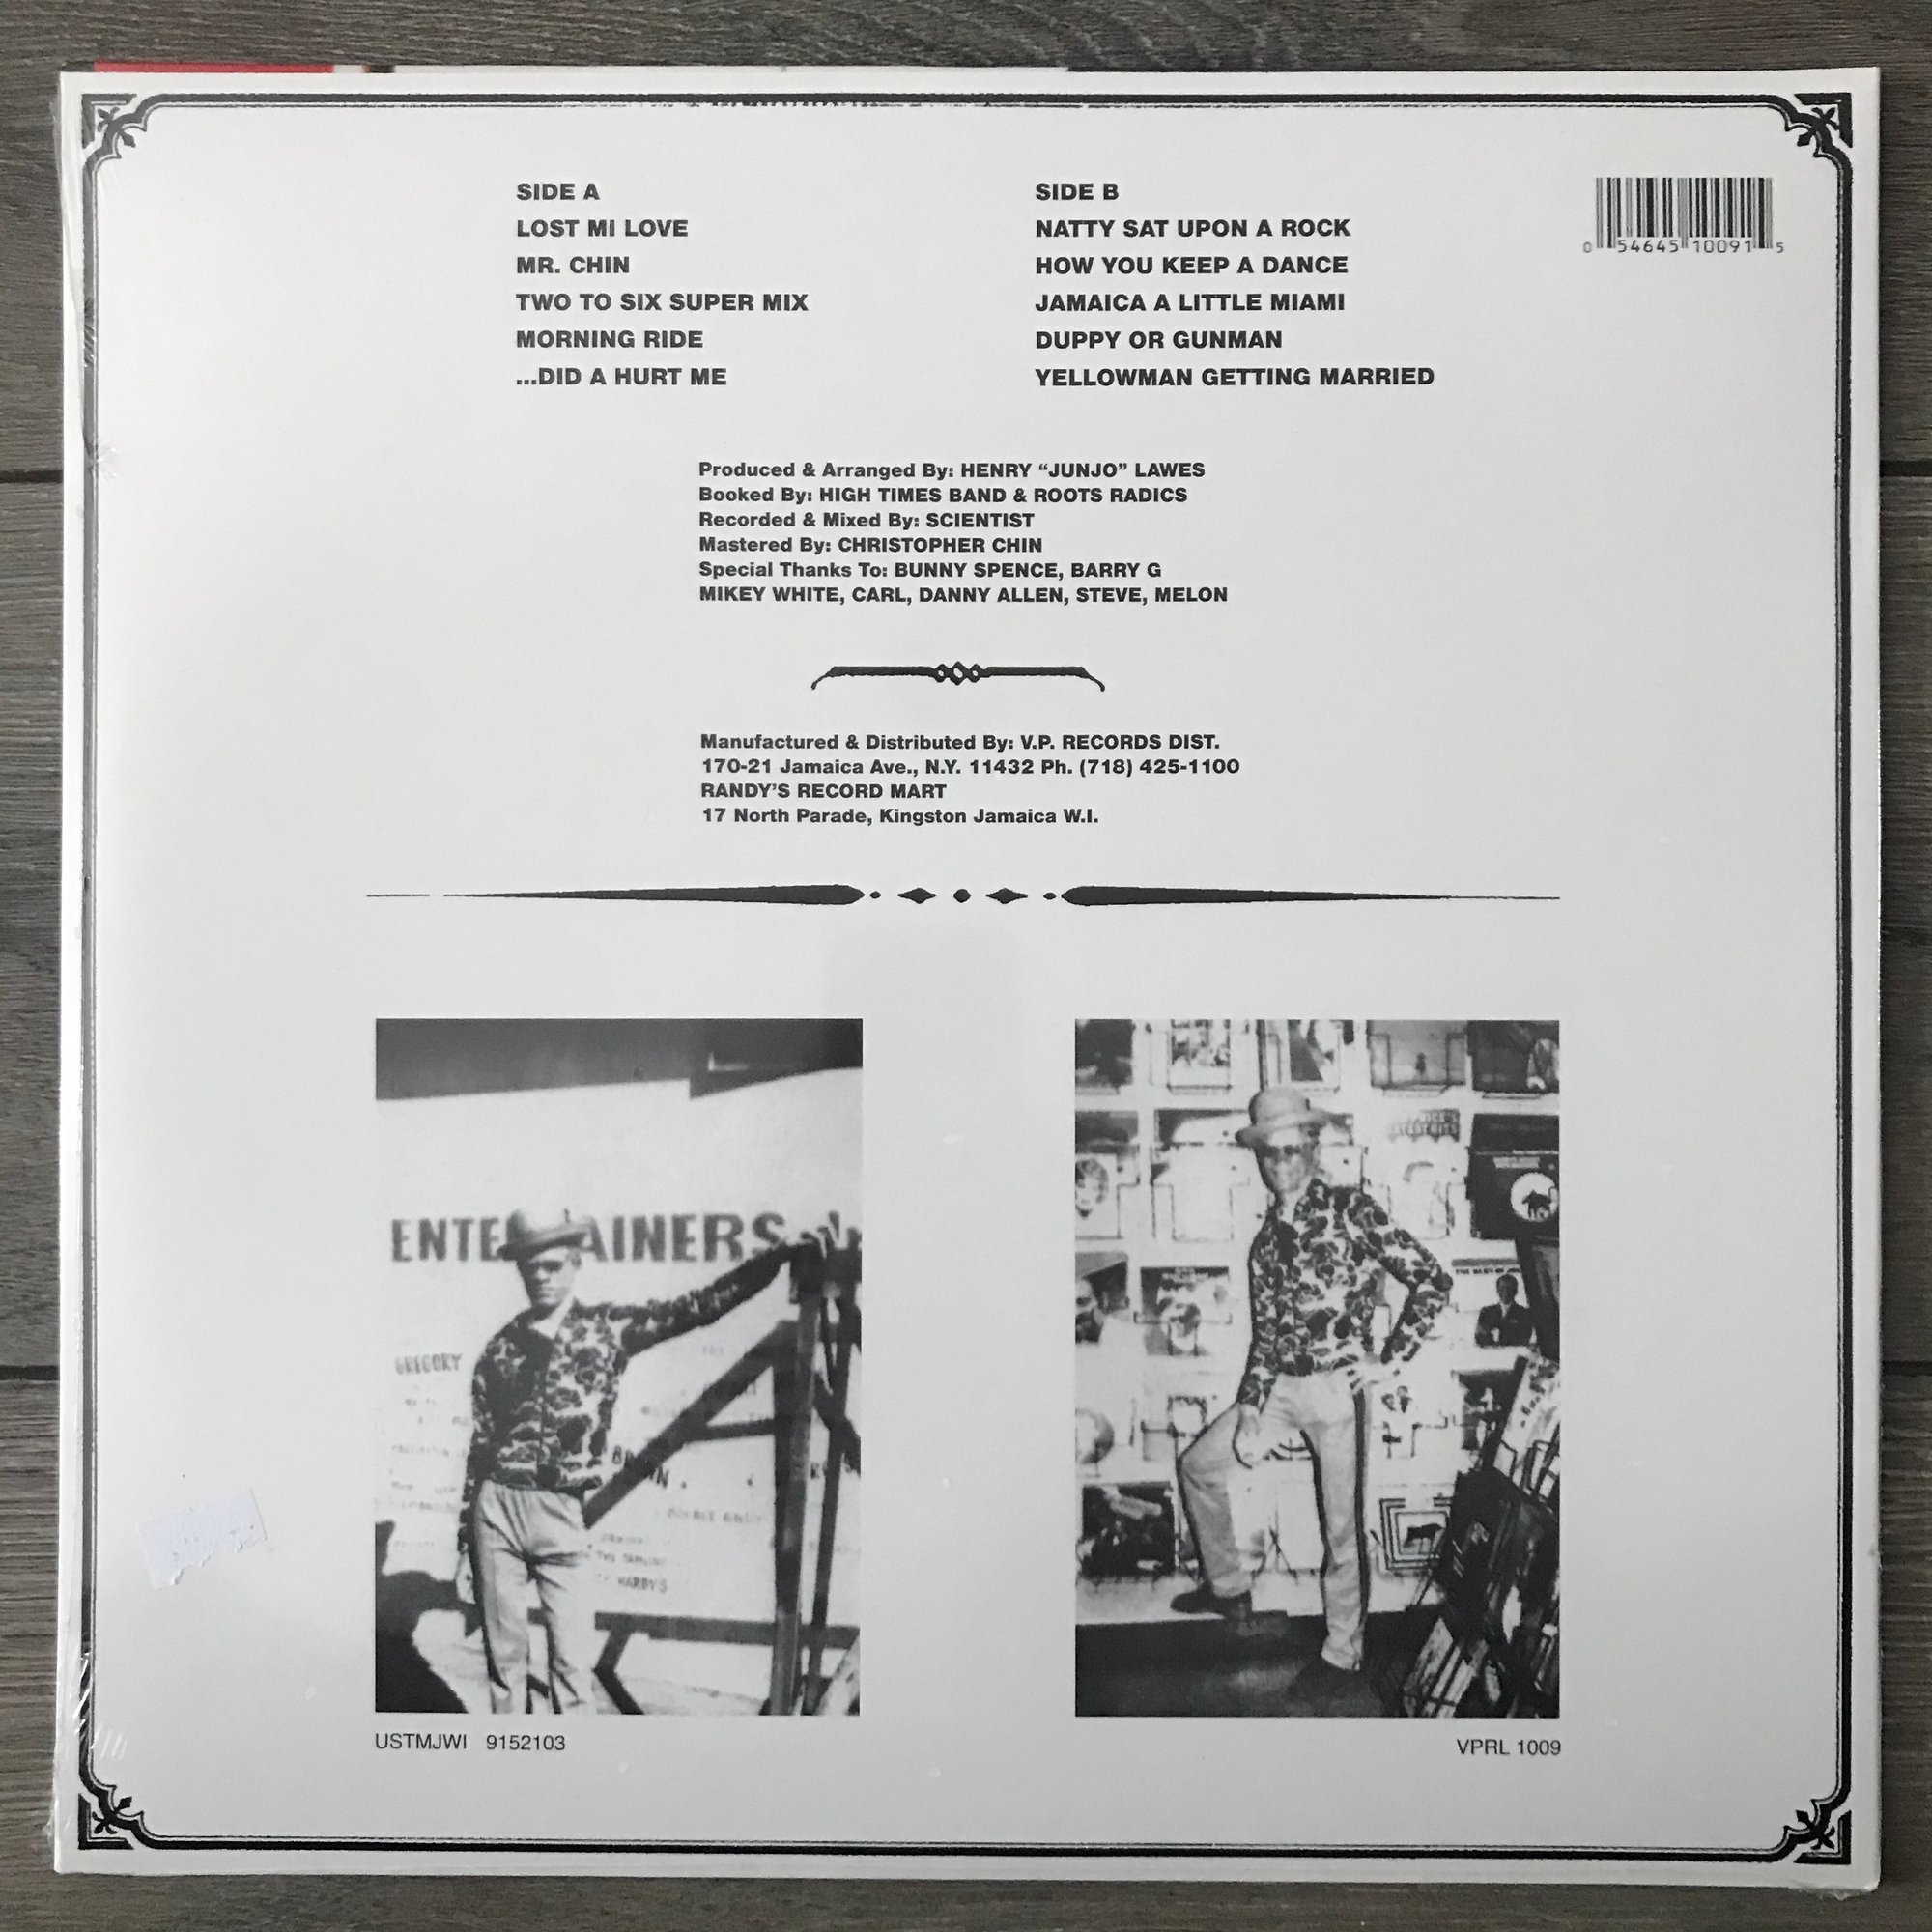 SIDE A
LOST MI LOVE
MR. CHIN
TWO TO SIX SUPER MIX
MORNING RIDE
...DID A HURT ME
SIDE B
NATTY SAT UPON A ROCK
HOW YOU KEEP A DANCE
JAMAICA A LITTLE MIAMI
DUPPY OR GUNMAN
YELLOWMAN GETTING MARRIED
0 54645 10091 5
Produced & Arranged By: HENRY “JUNJO” LAWES
Booked By: HIGH TIMES BAND & ROOTS RADICS
Recorded & Mixed By: SCIENTIST
Mastered By: CHRISTOPHER CHIN
Special Thanks To: BUNNY SPENCE, BARRY G
MIKEY WHITE, CARL, DANNY ALLEN, STEVE, MELON
Manufactured & Distributed By: V.P. RECORDS DIST.
170-21 Jamaica Ave., N.Y. 11432 Ph. (718) 425-1100
RANDY'S RECORD MART
17 North Parade, Kingston Jamaica W.I.
ENTE AINERS
GREGORY
HARDY'S
THE BEST OF
USTMJWI 9152103
VPRL 1009